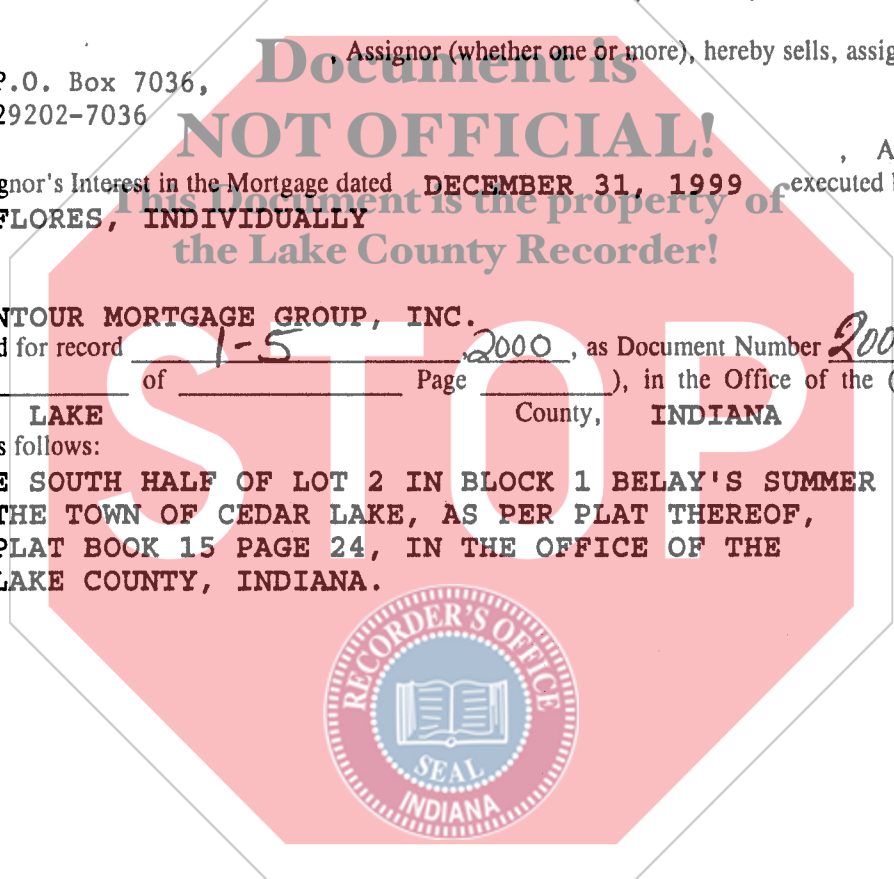 , Assignor (whether one or more), hereby sells, assig
Document is
P.O. Box 7036,
29202-7036
NOT OFFICIAL!
, A
gnor's Interest in the Mortgage dated DECEMBER 31, 1999 executed
This Document is the property of
FLORES, INDIVIDUALLY
the Lake County Recorder!
NTOUR MORTGAGE GROUP, INC.
d for record 1-5, 2000, as Document Number 200
of Page ), in the Office of the (
LAKE County, INDIANA
s follows:
STOP
E SOUTH HALF OF LOT 2 IN BLOCK 1 BELAY'S SUMMER
THE TOWN OF CEDAR LAKE, AS PER PLAT THEREOF,
PLAT BOOK 15 PAGE 24, IN THE OFFICE OF THE
LAKE COUNTY, INDIANA.
RECORDER'S OFFICE
SEAL
INDIANA